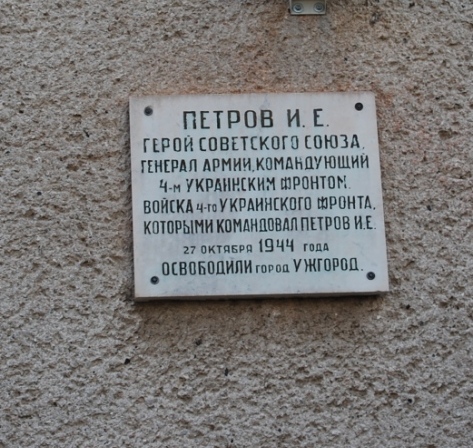 ПЕТРОВ И. Е.
ГЕРОЙ СОВЕТСКОГО СОЮЗА,
ГЕНЕРАЛ АРМИИ, КОМАНДУЮЩИЙ
4-м УКРАИНСКИМ ФРОНТОМ.
ВОЙСКА 4-го УКРАИНСКОГО ФРОНТА,
КОТОРЫМИ КОМАНДОВАЛ ПЕТРОВ И.Е.
27 ОКТЯБРЯ 1944 ГОДА
ОСВОБОДИЛИ ГОРОД УЖГОРОД.